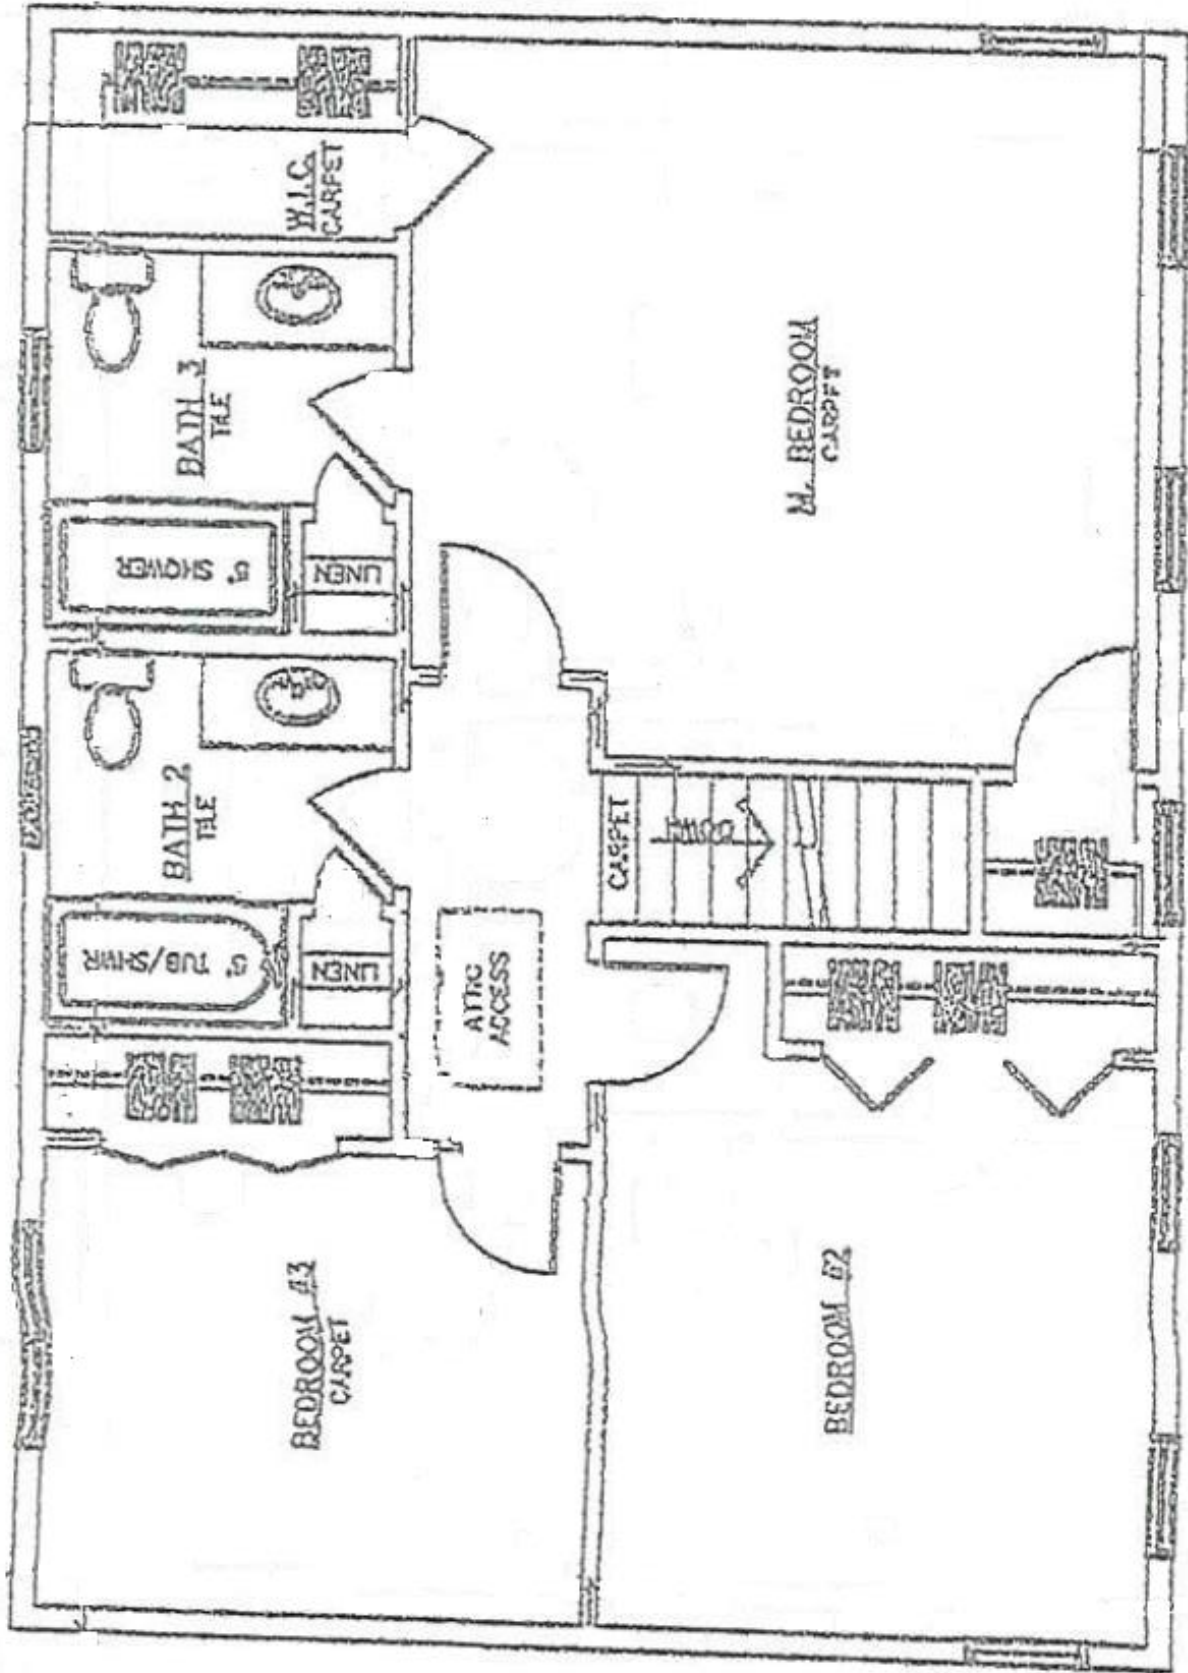 W.I.C.
CARPET
BATH 3
TILE
5' SHOWER
LINEN
M. BEDROOM
CARPET
BATH 2
TILE
5' TUB/SHWR
LINEN
ATTIC
ACCESS
CARPET
DOWN
BEDROOM #3
CARPET
BEDROOM #2